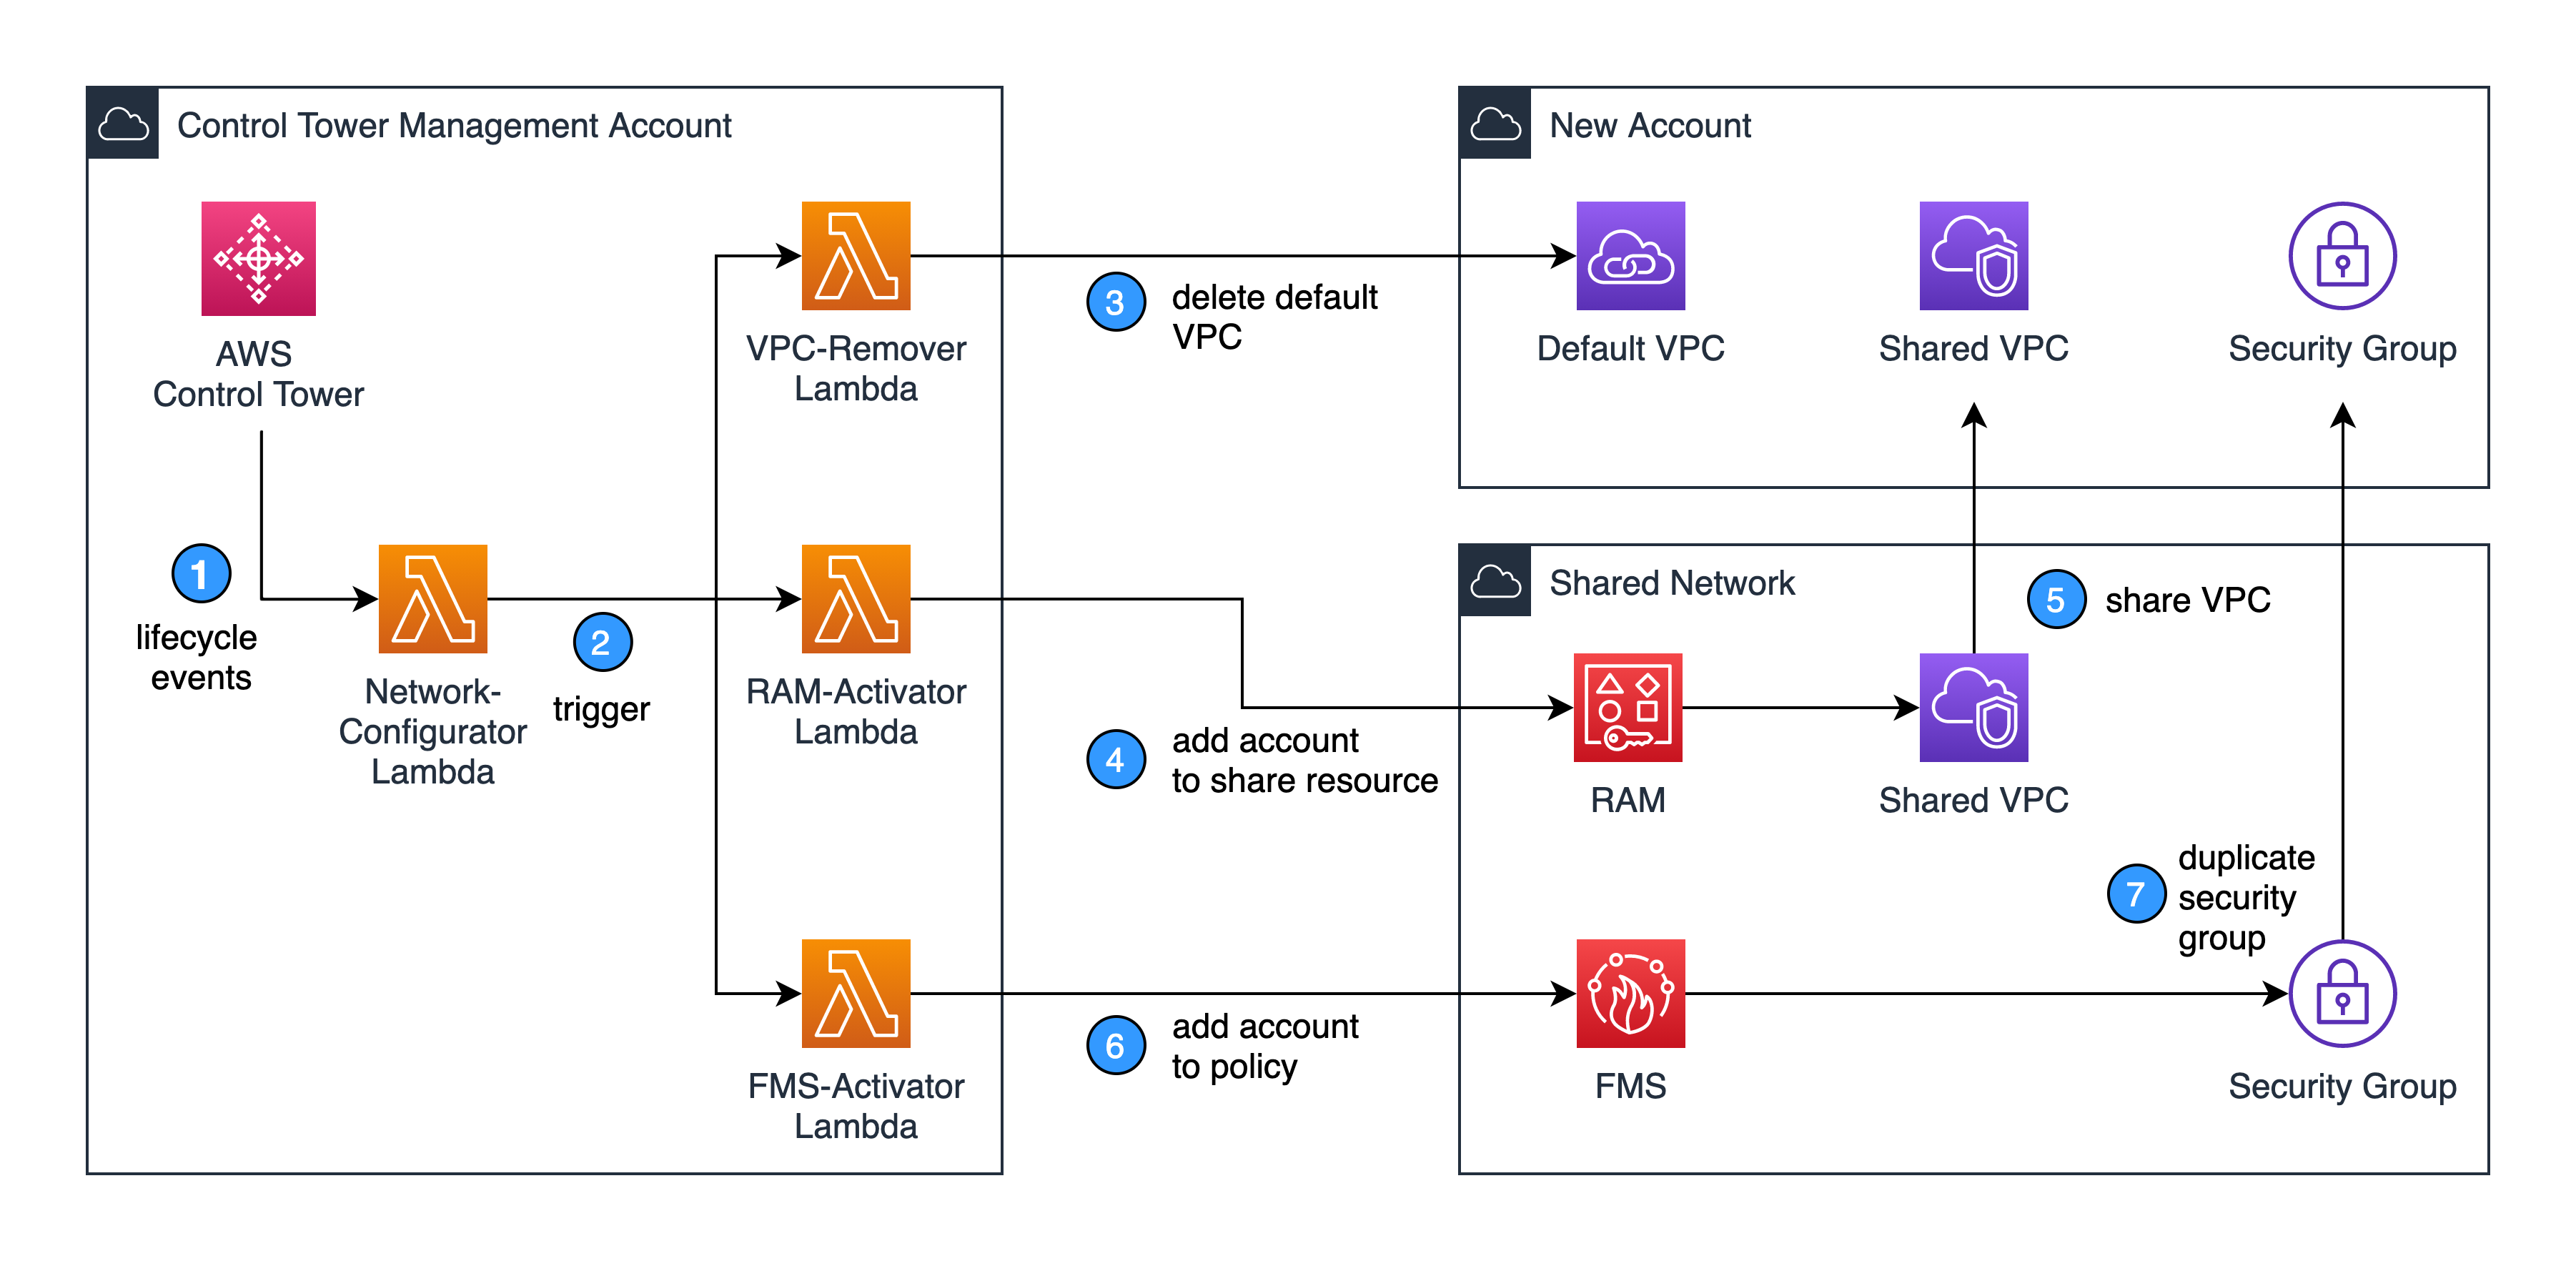 Control Tower Management Account
AWS
Control Tower
1
lifecycle
events
Network-
Configurator
Lambda
2
trigger
VPC-Remover
Lambda
RAM-Activator
Lambda
FMS-Activator
Lambda
3
delete default
VPC
4
add account
to share resource
6
add account
to policy
New Account
Default VPC
Shared VPC
Security Group
Shared Network
5
share VPC
RAM
Shared VPC
7
duplicate
security
group
FMS
Security Group